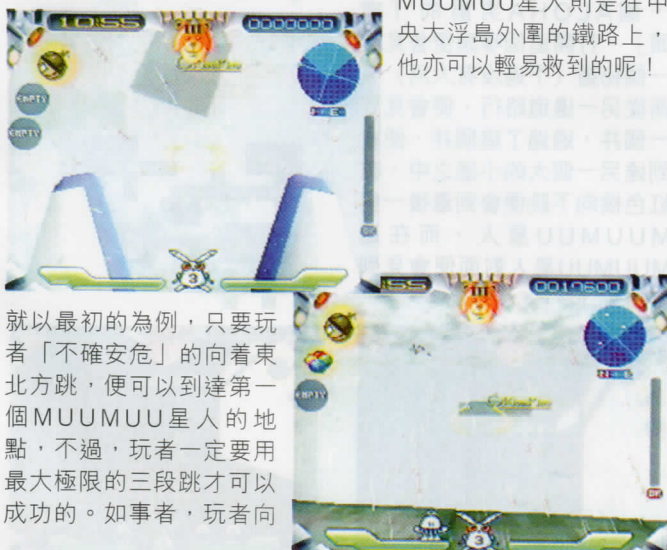 MUUMUU星人則是在中
央大浮島外圍的鐵路上，
他亦可以輕易救到的呢！
10:55
0000000
EMPTY
EMPTY
N E
3
就以最初的為例，只要玩
者「不確安危」的向着東
北方跳，便可以到達第一
個MUUMUU星人的地
點，不過，玩者一定要用
最大極限的三段跳才可以
成功的。如事者，玩者向
:55
0017600
EMPTY
N E
OK
3